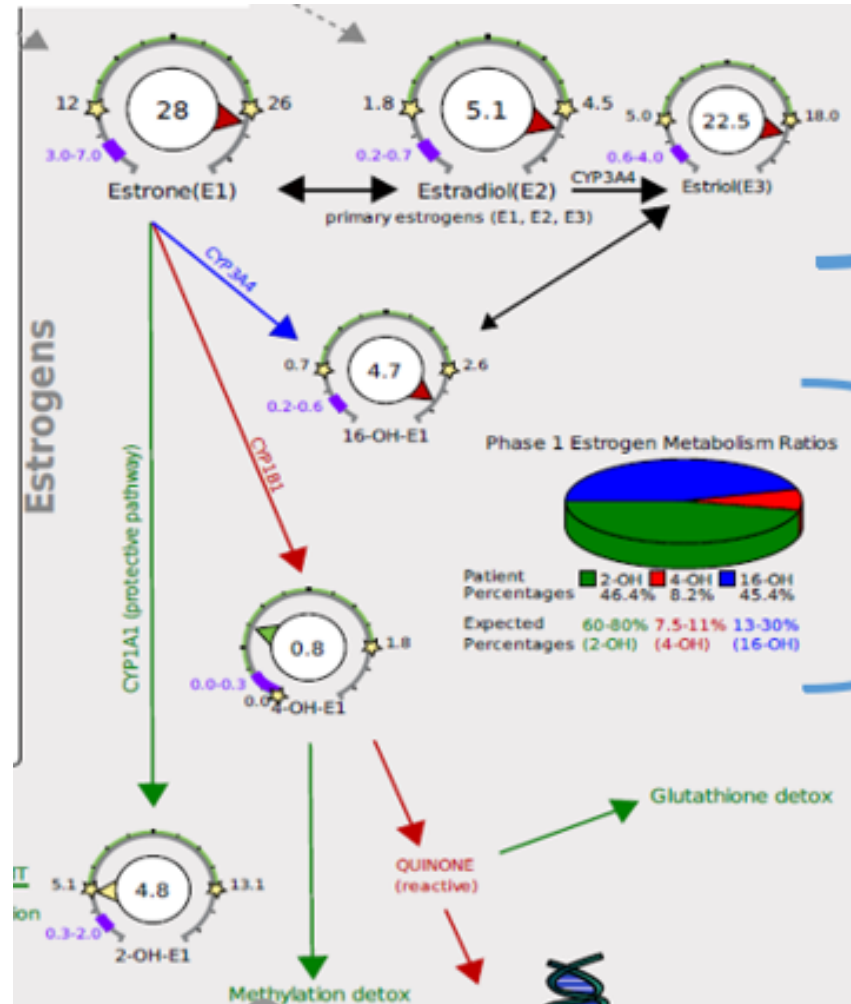 12
28
26
3.0-7.0
Estrone(E1)
1.8
5.1
4.5
0.2-0.7
Estradiol(E2)
CYP3A4
5.0
22.5
18.0
0.6-4.0
Estriol(E3)
primary estrogens (E1, E2, E3)
CYP3A4
0.7
4.7
2.6
0.2-0.6
16-OH-E1
Estrogens
CYP1B1
CYP1A1 (protective pathway)
Phase 1 Estrogen Metabolism Ratios
Patient Percentages
2-OH 4-OH 16-OH
46.4% 8.2% 45.4%
Expected Percentages
60-80% 7.5-11% 13-30%
(2-OH) (4-OH) (16-OH)
0.8
1.8
0.0-0.3
0.0
4-OH-E1
Glutathione detox
QUINONE
(reactive)
5.1
4.8
13.1
0.3-2.0
2-OH-E1
Methylation detox